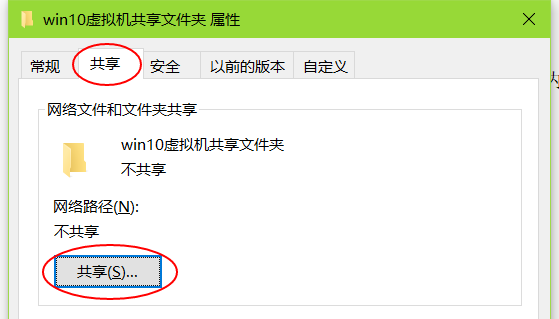 win10虚拟机共享文件夹 属性
常规 共享 安全 以前的版本 自定义
网络文件和文件夹共享
win10虚拟机共享文件夹
不共享
网络路径(N):
不共享
共享(S)...